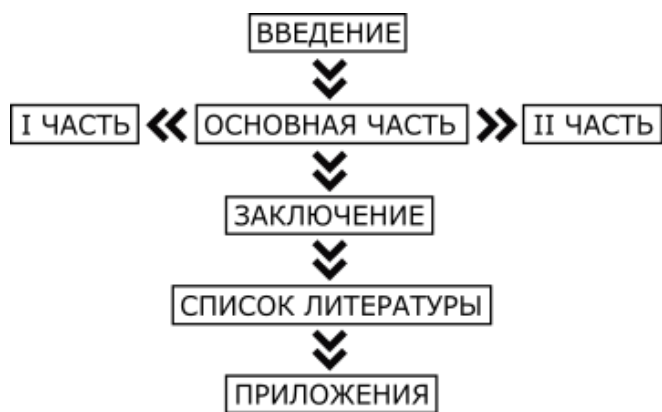 ВВЕДЕНИЕ
I ЧАСТЬ ОСНОВНАЯ ЧАСТЬ II ЧАСТЬ
ЗАКЛЮЧЕНИЕ
СПИСОК ЛИТЕРАТУРЫ
ПРИЛОЖЕНИЯ